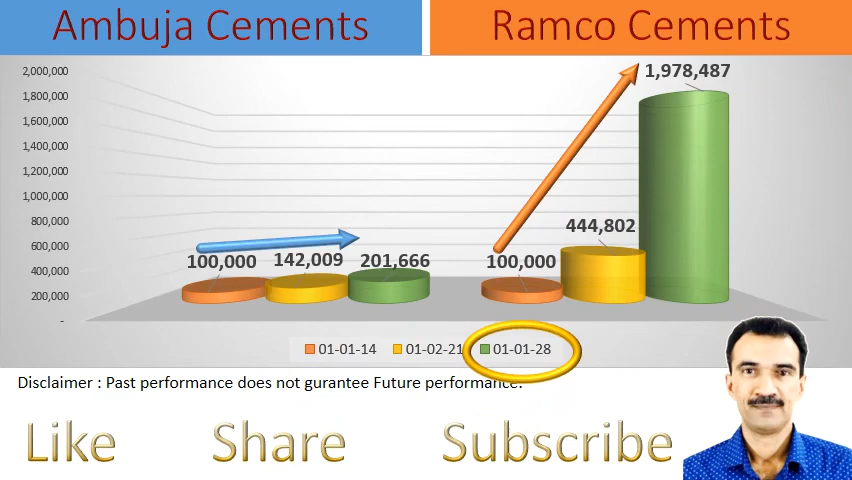 Ambuja Cements Ramco Cements
2,000,000
1,800,000
1,600,000
1,400,000
1,200,000
1,000,000
800,000
600,000
400,000
200,000
-
100,000 142,009 201,666
100,000 444,802 1,978,487
01-01-14 01-02-21 01-01-28
Disclaimer : Past performance does not gurantee Future performance.
Like Share Subscribe